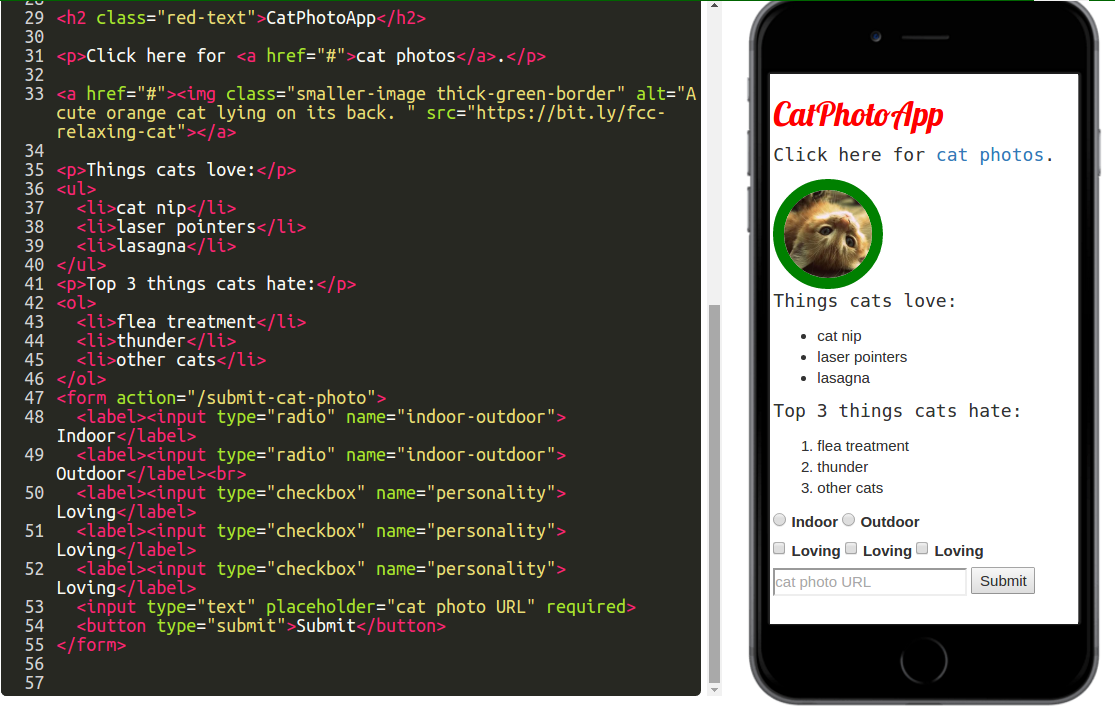 28
29 <h2 class="red-text">CatPhotoApp</h2>
30
31 <p>Click here for <a href="#">cat photos</a>.</p>
32
33 <a href="#"><img class="smaller-image thick-green-border" alt="A
cute orange cat lying on its back. " src="https://bit.ly/fcc-
relaxing-cat"></a>
34
35 <p>Things cats love:</p>
36 <ul>
37   <li>cat nip</li>
38   <li>laser pointers</li>
39   <li>lasagna</li>
40 </ul>
41 <p>Top 3 things cats hate:</p>
42 <ol>
43   <li>flea treatment</li>
44   <li>thunder</li>
45   <li>other cats</li>
46 </ol>
47 <form action="/submit-cat-photo">
48   <label><input type="radio" name="indoor-outdoor">
Indoor</label>
49   <label><input type="radio" name="indoor-outdoor">
Outdoor</label><br>
50   <label><input type="checkbox" name="personality">
Loving</label>
51   <label><input type="checkbox" name="personality">
Loving</label>
52   <label><input type="checkbox" name="personality">
Loving</label>
53   <input type="text" placeholder="cat photo URL" required>
54   <button type="submit">Submit</button>
55 </form>
56
57
CatPhotoApp
Click here for cat photos.
Things cats love:
• cat nip
• laser pointers
• lasagna
Top 3 things cats hate:
1. flea treatment
2. thunder
3. other cats
Indoor Outdoor
Loving Loving Loving
cat photo URL Submit